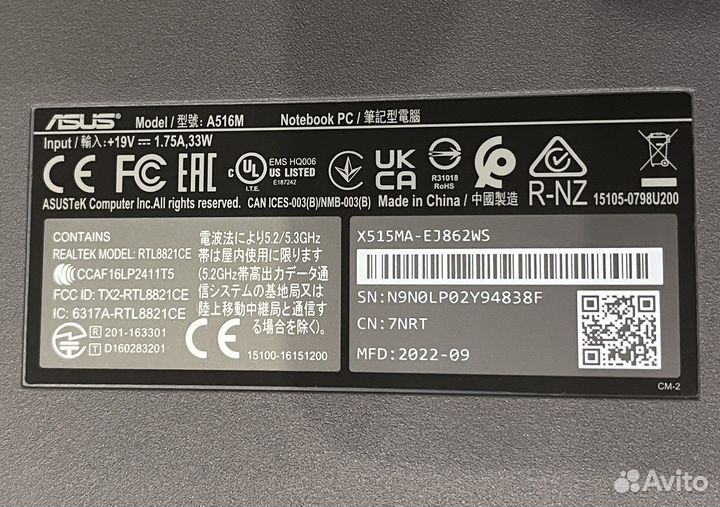 ASUS Model / 型號: A516M Notebook PC / 筆記型電腦
Input / 輸入: +19V ⎓ 1.75A,33W
CE FC EAC c UL US LISTED I.T.E. EMS HQ006 E187242 UK CA R31018 RoHS R-NZ
ASUSTeK Computer Inc.All rights reserved. CAN ICES-003(B)/NMB-003(B) Made in China / 中國製造 15105-0798U200
CONTAINS
REALTEK MODEL: RTL8821CE
CCAF16LP2411T5
FCC ID: TX2-RTL8821CE
IC: 6317A-RTL8821CE
R 201-163301
T D160283201
電波法により5.2/5.3GHz
帯は屋内使用に限ります
(5.2GHz帯高出力データ通
信システムの基地局又は
陸上移動中継局と通信す
る場合を除く)。
CE 15100-16151200
X515MA-EJ862WS
SN:N9N0LP02Y94838F
CN:7NRT
MFD:2022-09
CM-2
Avito